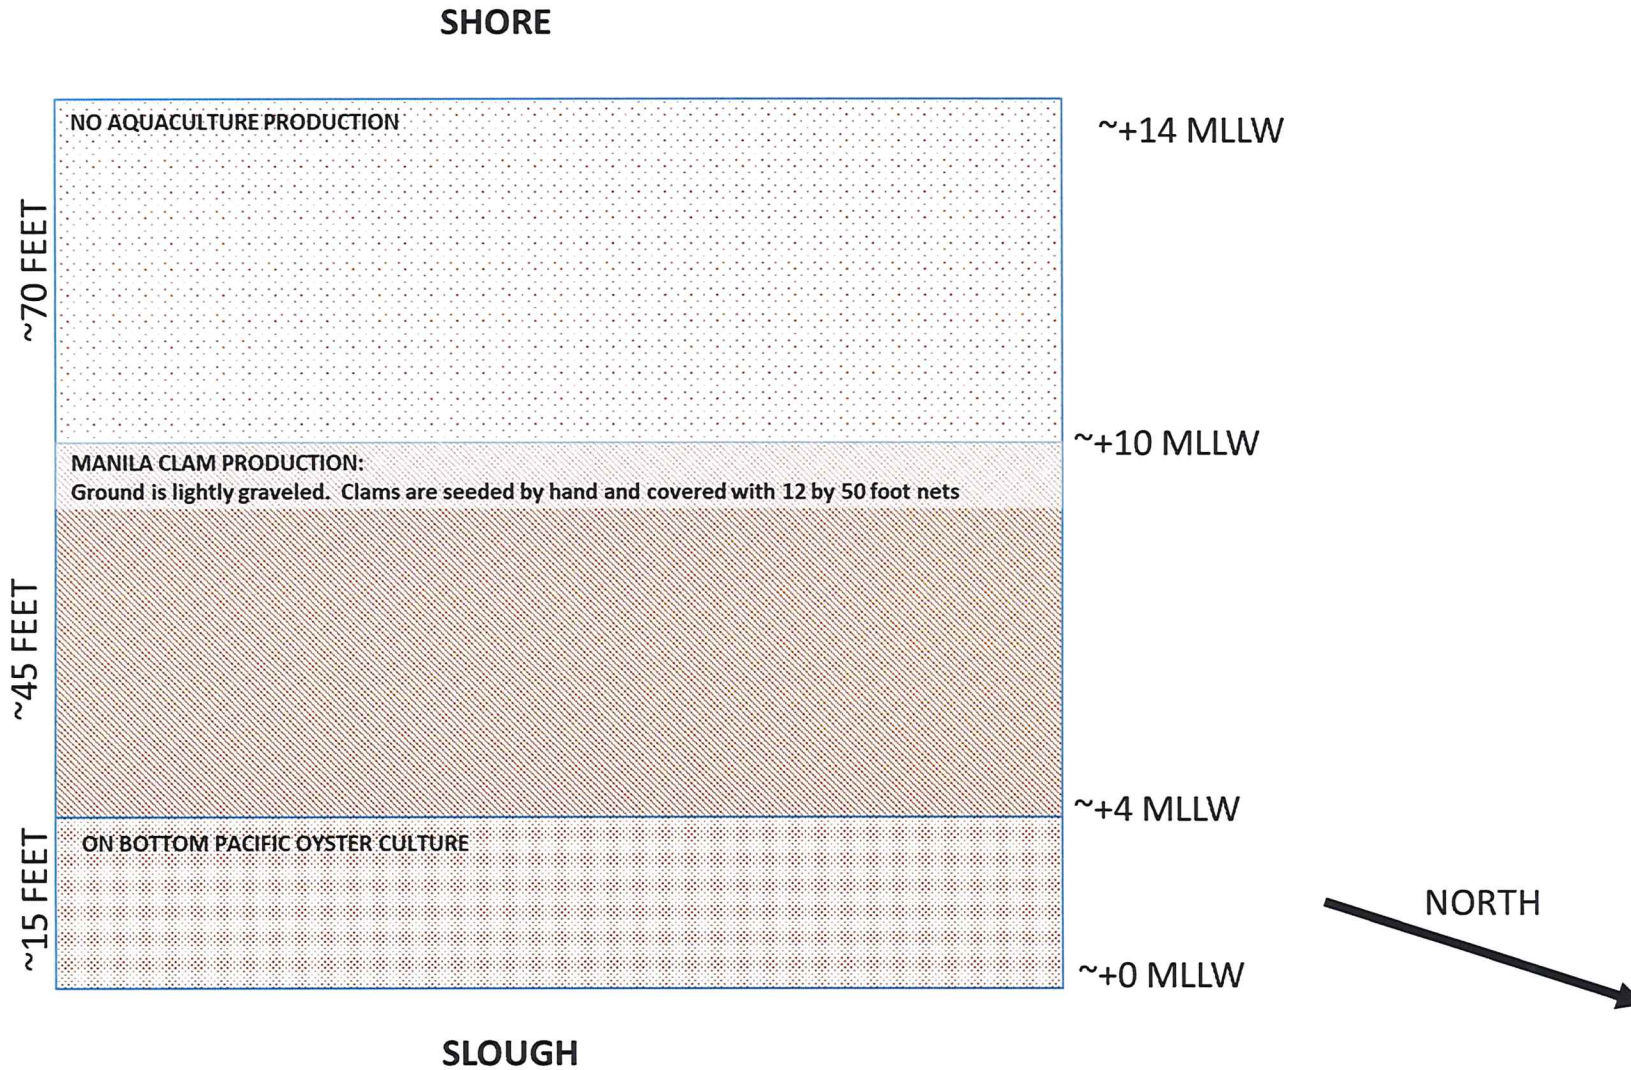 SHORE
NO AQUACULTURE PRODUCTION
~+14 MLLW
~70 FEET
~+10 MLLW
MANILA CLAM PRODUCTION:
Ground is lightly graveled.  Clams are seeded by hand and covered with 12 by 50 foot nets
~45 FEET
~+4 MLLW
ON BOTTOM PACIFIC OYSTER CULTURE
~15 FEET
NORTH
~+0 MLLW
SLOUGH